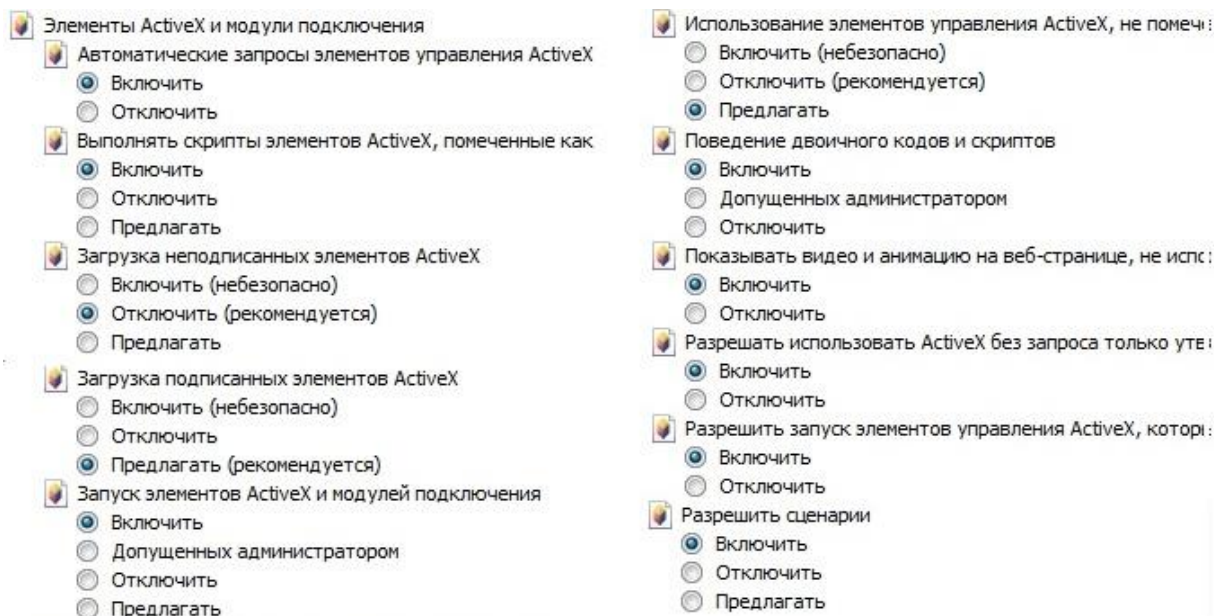 Элементы ActiveX и модули подключения
Автоматические запросы элементов управления ActiveX
Включить
Отключить
Выполнять скрипты элементов ActiveX, помеченные как
Включить
Отключить
Предлагать
Загрузка неподписанных элементов ActiveX
Включить (небезопасно)
Отключить (рекомендуется)
Предлагать
Загрузка подписанных элементов ActiveX
Включить (небезопасно)
Отключить
Предлагать (рекомендуется)
Запуск элементов ActiveX и модулей подключения
Включить
Допущенных администратором
Отключить
Предлагать
Использование элементов управления ActiveX, не
Включить (небезопасно)
Отключить (рекомендуется)
Предлагать
Поведение двоичного кодов и скриптов
Включить
Допущенных администратором
Отключить
Показывать видео и анимацию на веб-странице, не
Включить
Отключить
Разрешать использовать ActiveX без запроса только
Включить
Отключить
Разрешить запуск элементов управления ActiveX,
Включить
Отключить
Разрешить сценарии
Включить
Отключить
Предлагать